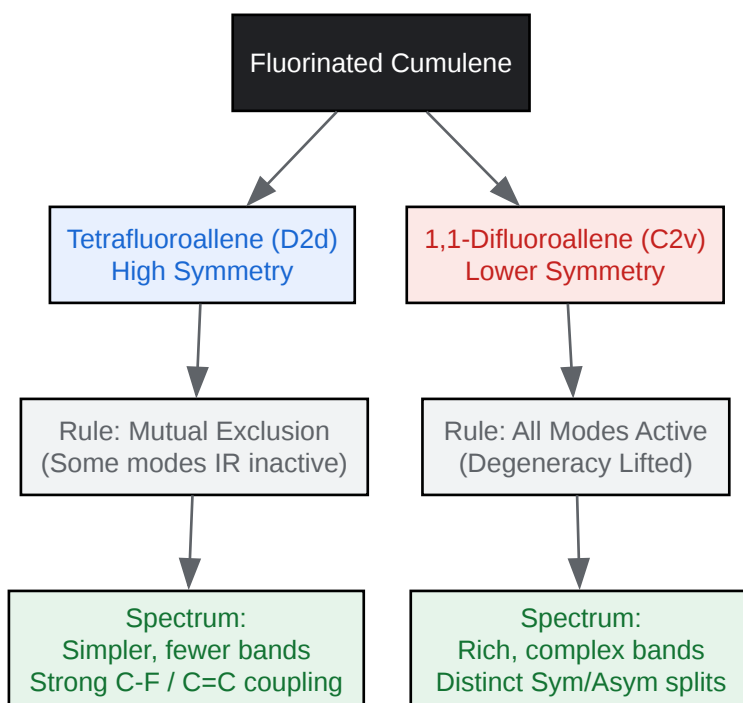 Fluorinated Cumulene
Tetrafluoroallene (D2d)
High Symmetry
1,1-Difluoroallene (C2v)
Lower Symmetry
Rule: Mutual Exclusion
(Some modes IR inactive)
Rule: All Modes Active
(Degeneracy Lifted)
Spectrum:
Simpler, fewer bands
Strong C-F / C=C coupling
Spectrum:
Rich, complex bands
Distinct Sym/Asym splits